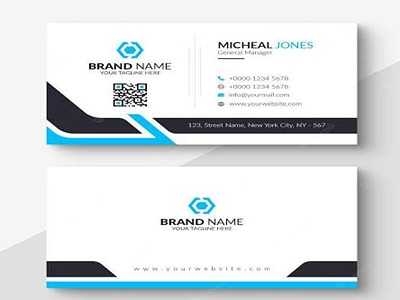 BRAND NAME
YOUR TAGLINE HERE
MICHEAL JONES
General Manager
+0000 1234 5678
+0000 1234 5678
info@yourmail.com
www.yourwebsite.com
123, Street Name, New York City, NY - 567
BRAND NAME
YOUR TAGLINE HERE
www.yourwebsite.com